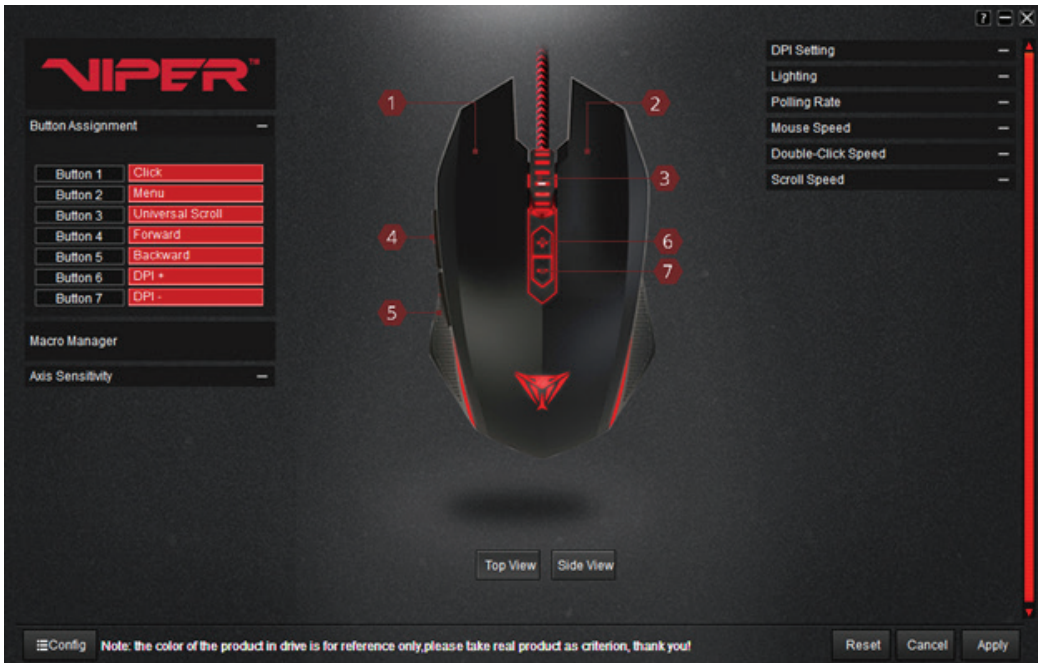 ?
VIPER™
Button Assignment
Button 1 Click
Button 2 Menu
Button 3 Universal Scroll
Button 4 Forward
Button 5 Backward
Button 6 DPI +
Button 7 DPI -
Macro Manager
Axis Sensitivity
1
2
3
4
5
6
7
Top View Side View
DPI Setting
Lighting
Polling Rate
Mouse Speed
Double-Click Speed
Scroll Speed
Config Note: the color of the product in drive is for reference only,please take real product as criterion, thank you! Reset Cancel Apply